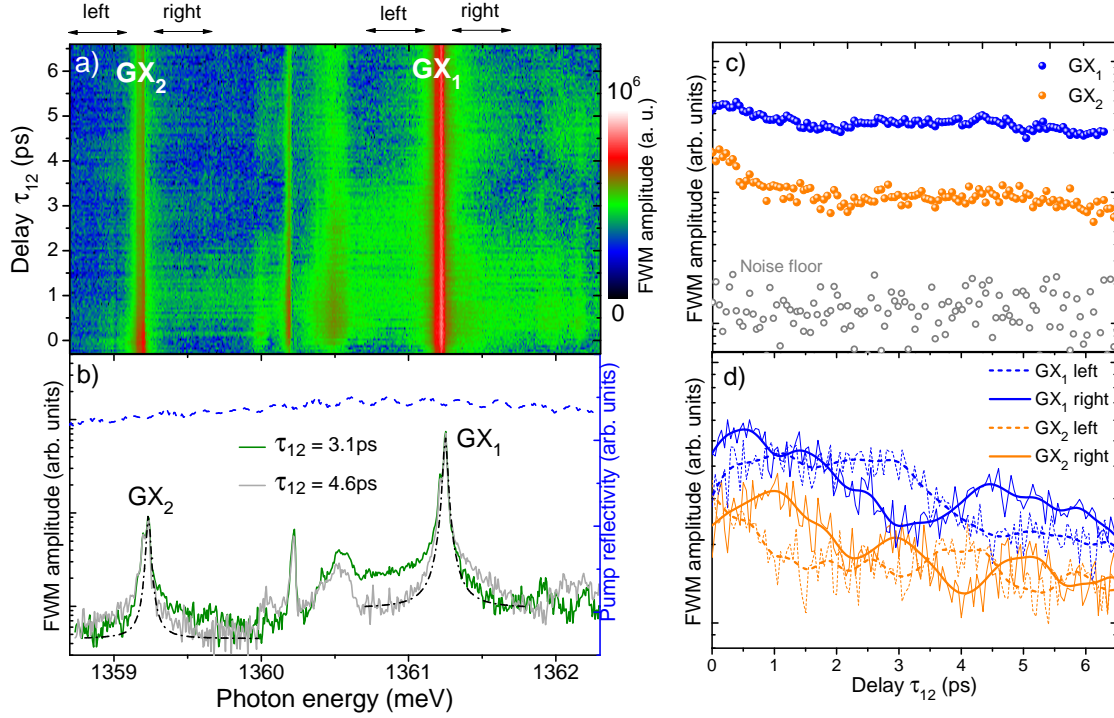 left right left right
a)
GX₂
GX₁
0 1 2 3 4 5 6
Delay τ₁₂ (ps)
10⁶
0
FWM amplitude (a. u.)
b)
τ₁₂ = 3.1ps
τ₁₂ = 4.6ps
GX₂
GX₁
FWM amplitude (arb. units)
Pump reflectivity (arb. units)
1359 1360 1361 1362
Photon energy (meV)
c)
GX₁
GX₂
Noise floor
FWM amplitude (arb. units)
d)
GX₁ left
GX₁ right
GX₂ left
GX₂ right
FWM amplitude (arb. units)
0 1 2 3 4 5 6
Delay τ₁₂ (ps)